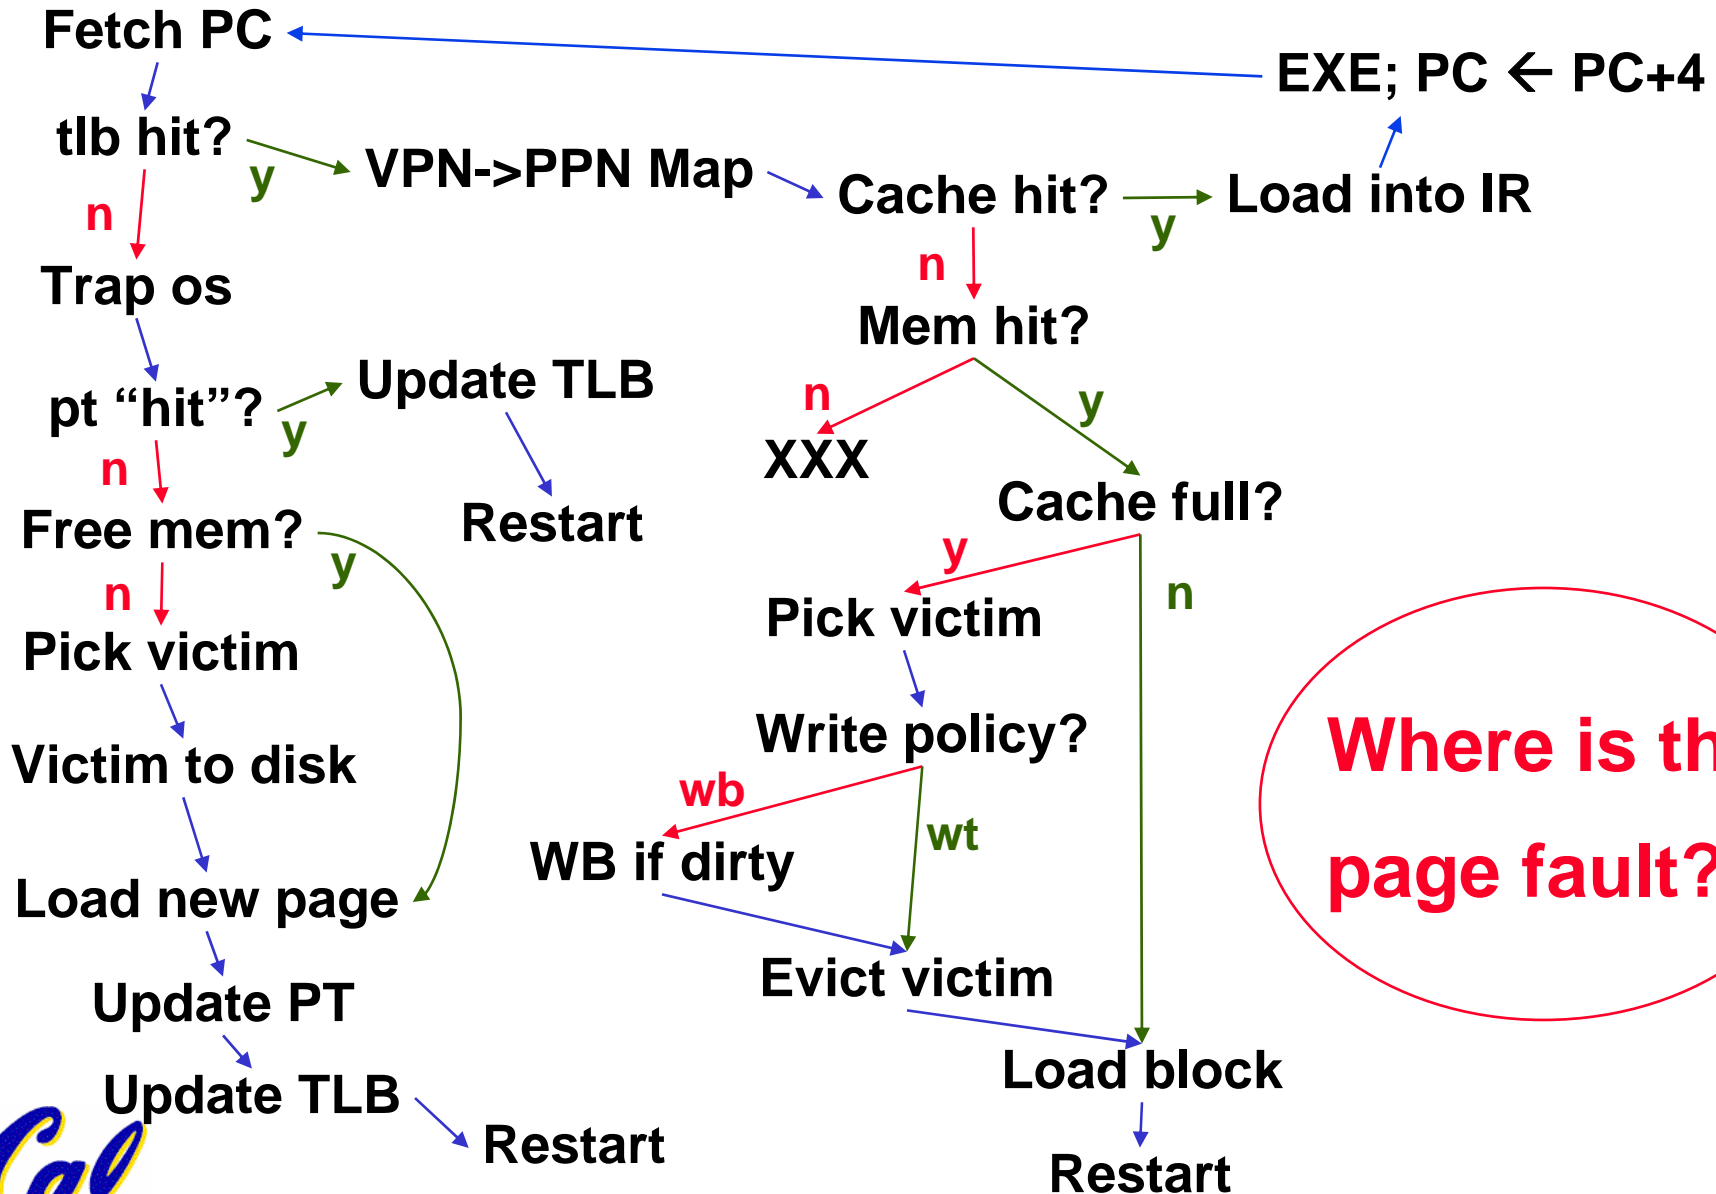 Fetch PC
EXE; PC ← PC+4
tlb hit?
y
VPN->PPN Map
Cache hit?
y
Load into IR
n
Trap os
n
Mem hit?
pt “hit”?
y
Update TLB
n
XXX
y
n
Free mem?
y
Restart
Cache full?
n
Pick victim
y
Pick victim
n
Victim to disk
Write policy?
wb
wt
WB if dirty
Load new page
Evict victim
Update PT
Load block
Update TLB
Restart
Restart
Where is th
page fault?
Cal